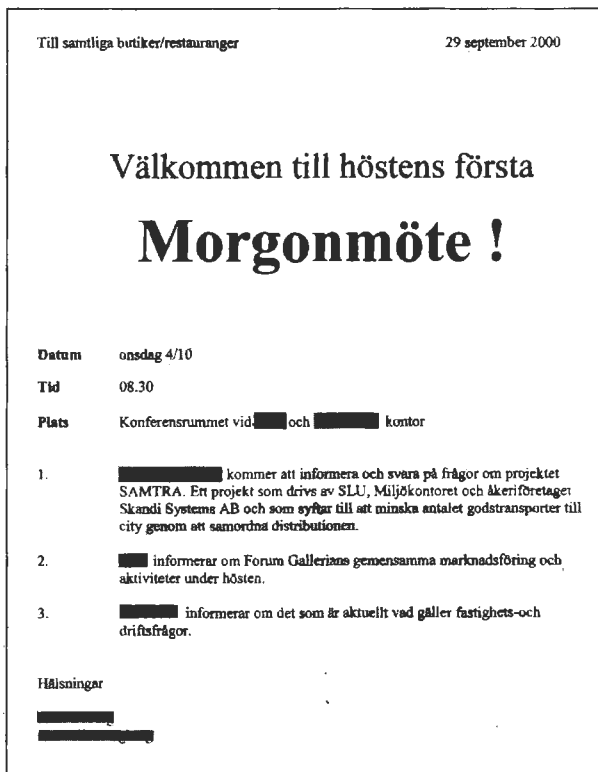 Till samtliga butiker/restauranger 29 september 2000
Välkommen till höstens första
Morgonmöte !
Datum onsdag 4/10
Tid 08.30
Plats Konferensrummet vid och kontor
1. kommer att informera och svara på frågor om projektet
SAMTRA. Ett projekt som drivs av SLU, Miljökontoret och åkeriföretaget
Skandi Systems AB och som syftar till att minska antalet godstransporter till
city genom att samordna distributionen.
2. informerar om Forum Gallerians gemensamma marknadsföring och
aktiviteter under hösten.
3. informerar om det som är aktuellt vad gäller fastighets-och
driftsfrågor.
Hälsningar